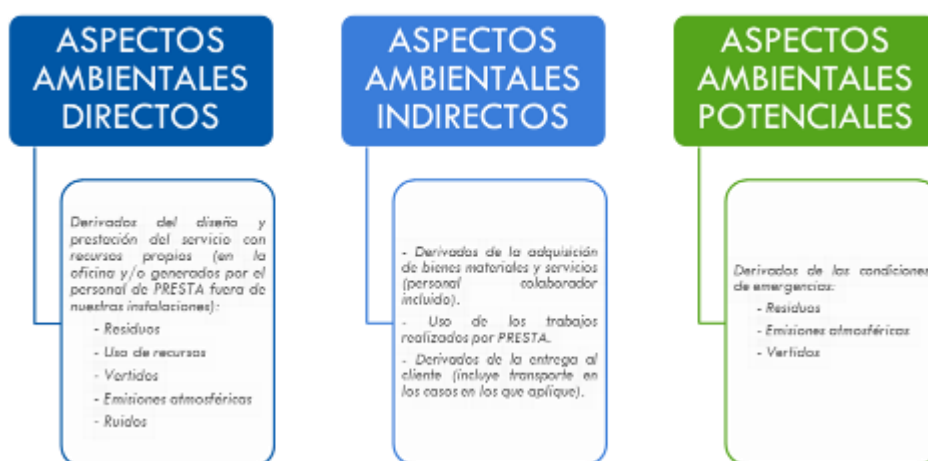 ASPECTOS
AMBIENTALES
DIRECTOS
Derivados del diseño y
prestación del servicio con
recursos propios (en la
oficina y/o generados por el
personal de PRESTA fuera de
nuestras instalaciones):
- Residuos
- Uso de recursos
- Vertidos
- Emisiones atmosféricas
- Ruidos
ASPECTOS
AMBIENTALES
INDIRECTOS
- Derivados de la adquisición
de bienes materiales y servicios
(personal colaborador
incluido).
- Uso de los trabajos
realizados por PRESTA.
- Derivados de la entrega al
cliente (incluye transporte en
los casos en los que aplique).
ASPECTOS
AMBIENTALES
POTENCIALES
Derivados de las condiciones
de emergencias:
- Residuos
- Emisiones atmosféricas
- Vertidos